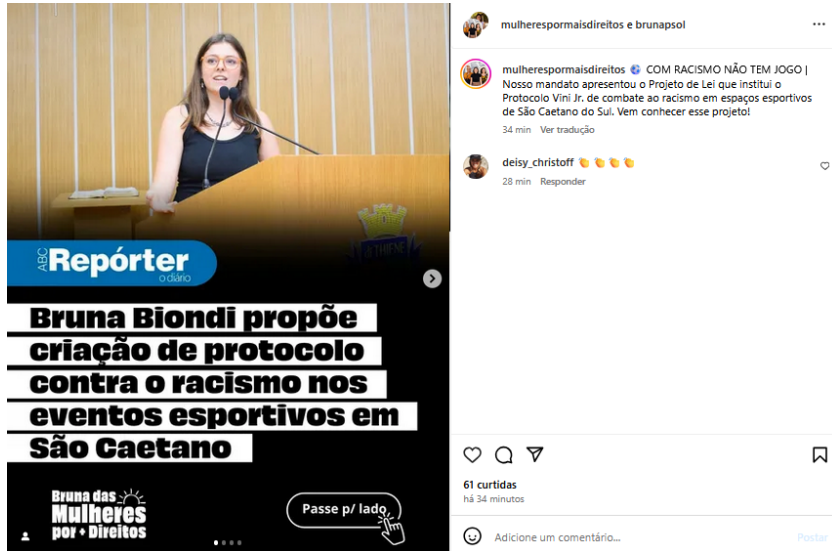 ABC Repórter
o diário
Bruna Biondi propõe
criação de protocolo
contra o racismo nos
eventos esportivos em
São Caetano
Bruna das
Mulheres
por + Direitos
Passe p/ lado
mulherespormaisdireitos e brunapsol
mulherespormaisdireitos COM RACISMO NÃO TEM JOGO |
Nosso mandato apresentou o Projeto de Lei que institui o
Protocolo Vini Jr. de combate ao racismo em espaços esportivos
de São Caetano do Sul. Vem conhecer esse projeto!
34 min Ver tradução
deisy_christoff
28 min Responder
61 curtidas
há 34 minutos
Adicione um comentário...
Postar